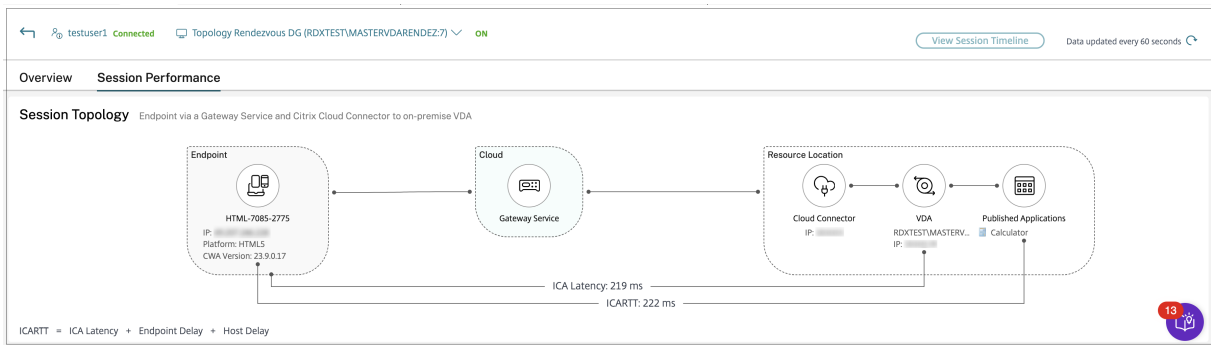 testuser1 Connected Topology Rendezvous DG (RDXTEST\MASTERVDARENDEZ:7) ON
View Session Timeline Data updated every 60 seconds
Overview Session Performance
Session Topology Endpoint via a Gateway Service and Citrix Cloud Connector to on-premise VDA
Endpoint Cloud Resource Location
HTML-7085-2775 Gateway Service Cloud Connector VDA Published Applications
IP: IP: RDXTEST\MASTERV... Calculator
Platform: HTML5 IP:
CWA Version: 23.9.0.17
ICA Latency: 219 ms
ICARTT: 222 ms
13
ICARTT = ICA Latency + Endpoint Delay + Host Delay